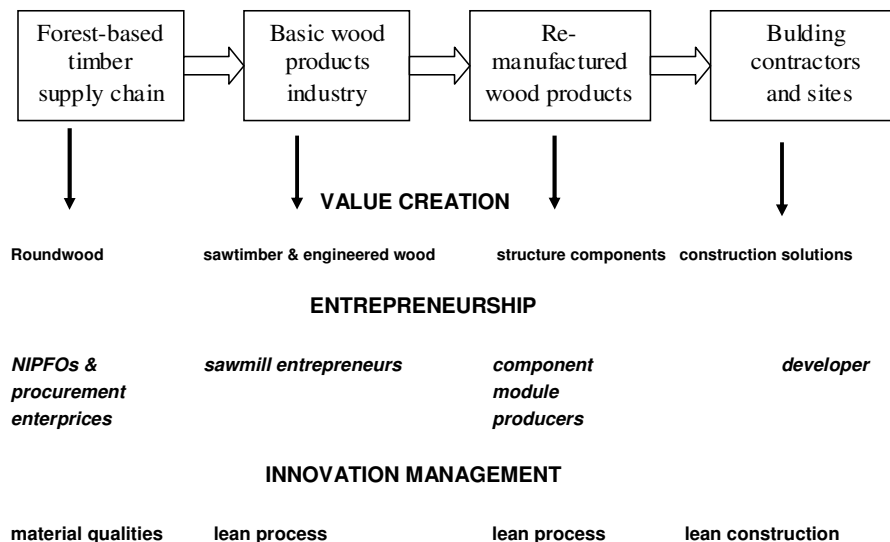 Forest-based
timber
supply chain
Basic wood
products
industry
Re-
manufactured
wood products
Bulding
contractors
and sites
VALUE CREATION
Roundwood
sawtimber & engineered wood
structure components
construction solutions
ENTREPRENEURSHIP
NIPFOs &
procurement
enterprices
sawmill entrepreneurs
component
module
producers
developer
INNOVATION MANAGEMENT
material qualities
lean process
lean process
lean construction